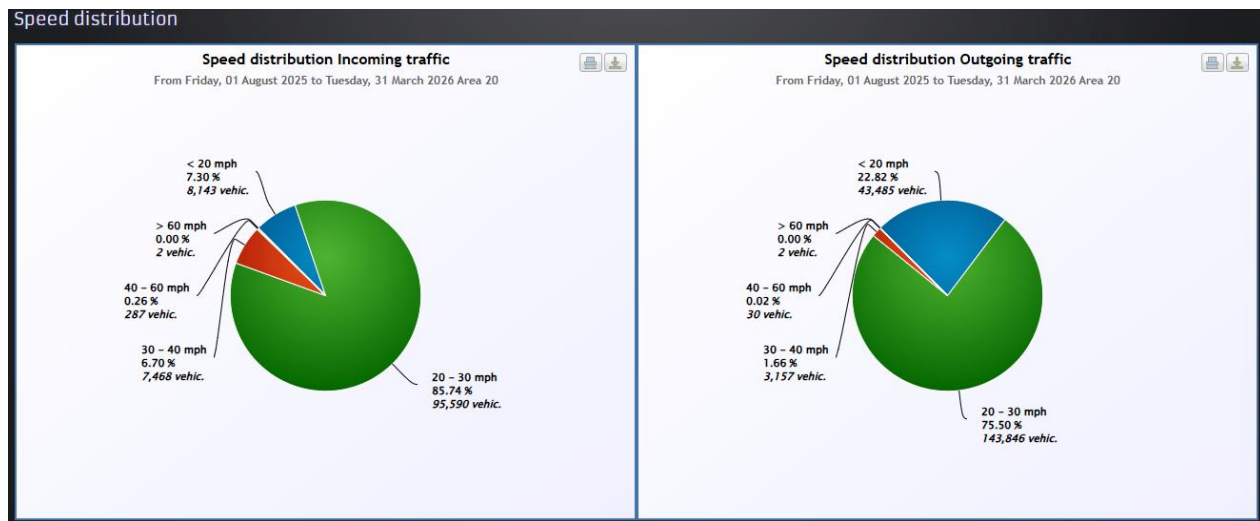 Speed distribution
Speed distribution Incoming traffic
From Friday, 01 August 2025 to Tuesday, 31 March 2026 Area 20
< 20 mph
7.30 %
8,143 vehic.
> 60 mph
0.00 %
2 vehic.
40 – 60 mph
0.26 %
287 vehic.
30 – 40 mph
6.70 %
7,468 vehic.
20 – 30 mph
85.74 %
95,590 vehic.
Speed distribution Outgoing traffic
From Friday, 01 August 2025 to Tuesday, 31 March 2026 Area 20
< 20 mph
22.82 %
43,485 vehic.
> 60 mph
0.00 %
2 vehic.
40 – 60 mph
0.02 %
30 vehic.
30 – 40 mph
1.66 %
3,157 vehic.
20 – 30 mph
75.50 %
143,846 vehic.